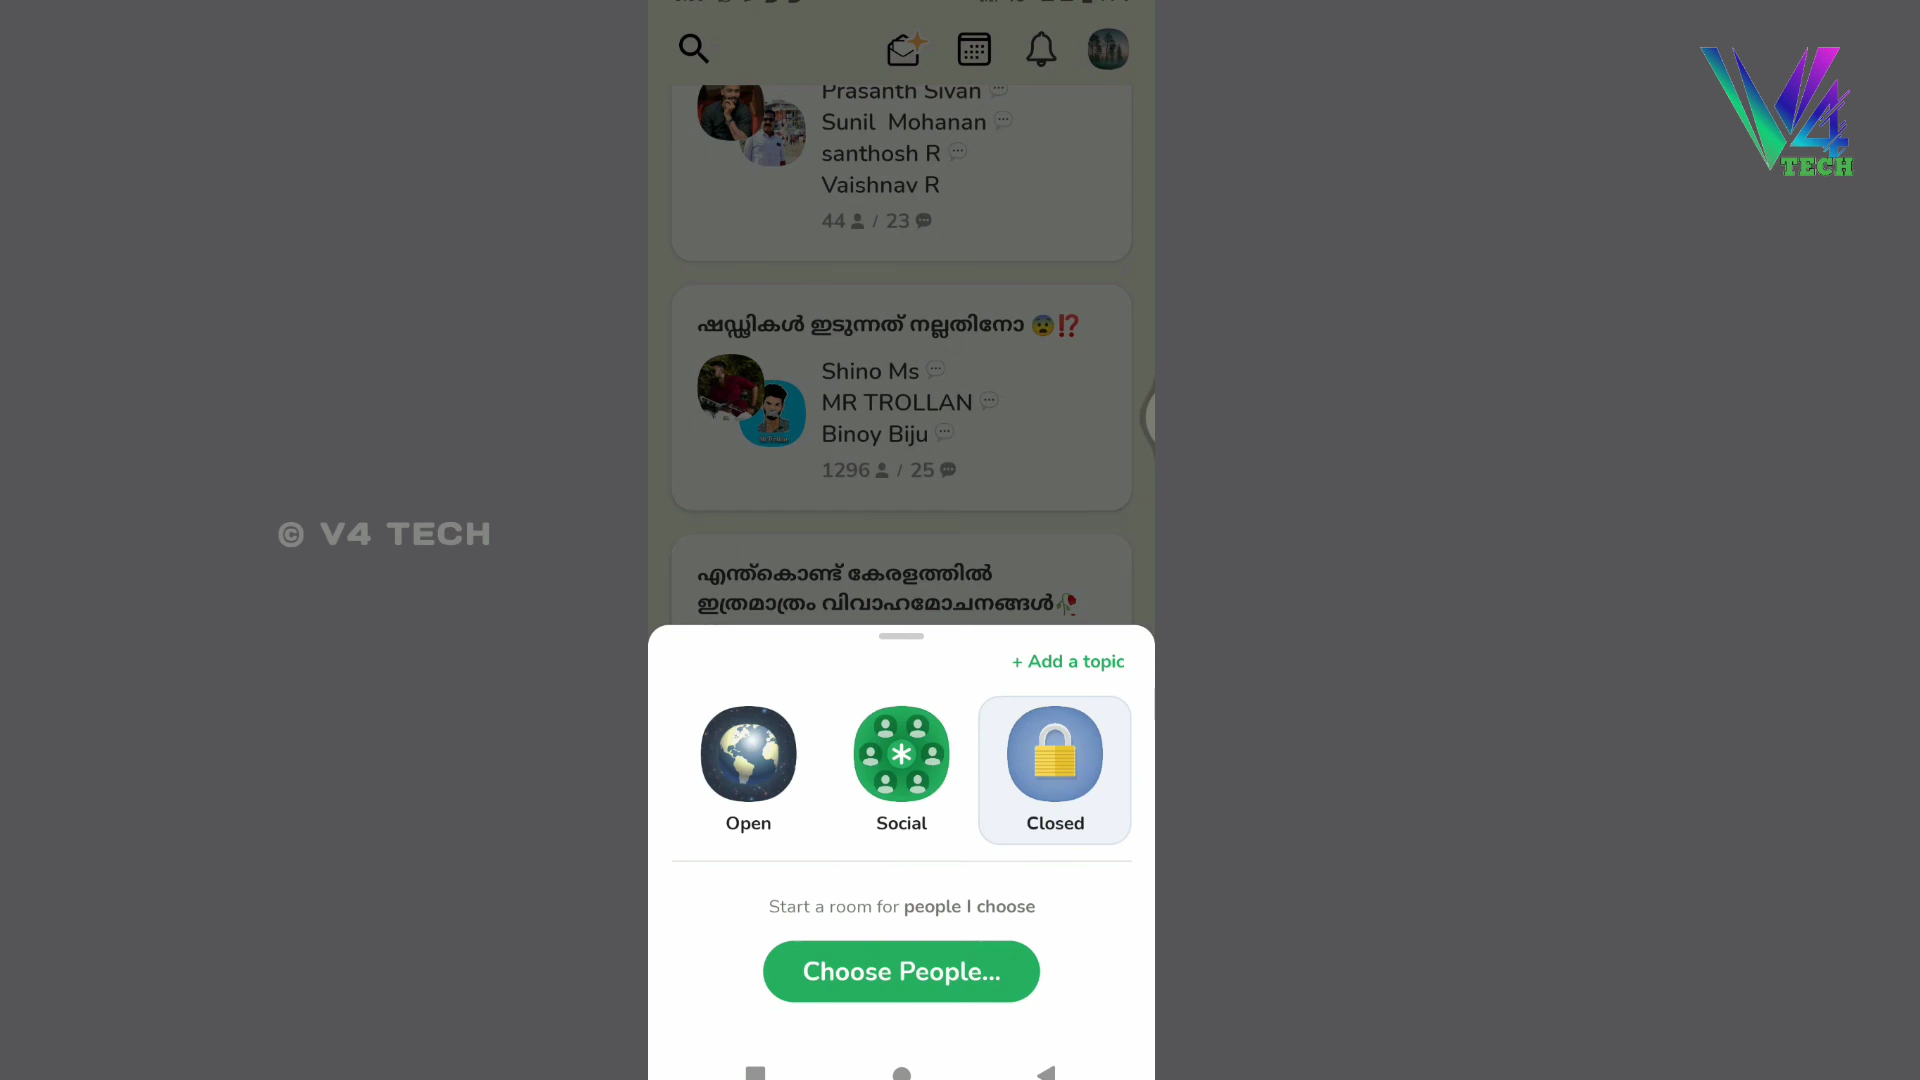 V4
TECH
Prasanth Sivan
Sunil Mohanan
santhosh R
Vaishnav R
44 / 23
ഷഡ്ഢികൾ ഇടുന്നത് നല്ലതിനോ 😨⁉️
Shino Ms
MR TROLLAN
Binoy Biju
1296 / 25
© V4 TECH
എന്ത്കൊണ്ട് കേരളത്തിൽ
ഇത്രമാത്രം വിവാഹമോചനങ്ങൾ🥀
+ Add a topic
Open
Social
Closed
Start a room for people I choose
Choose People...